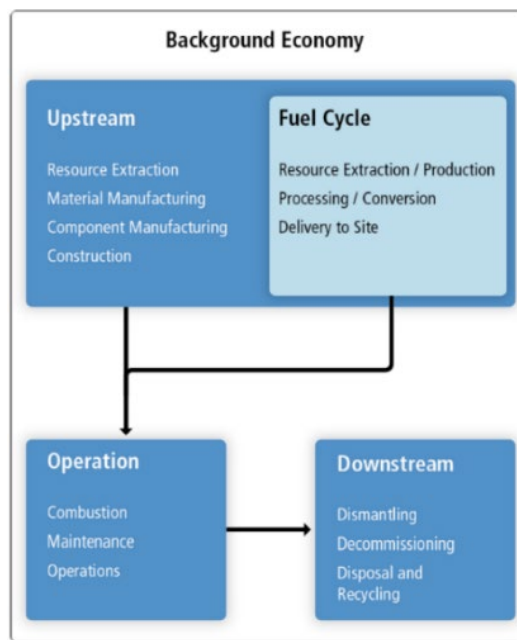 Background Economy
Upstream
Resource Extraction
Material Manufacturing
Component Manufacturing
Construction
Fuel Cycle
Resource Extraction / Production
Processing / Conversion
Delivery to Site
Operation
Combustion
Maintenance
Operations
Downstream
Dismantling
Decommissioning
Disposal and
Recycling